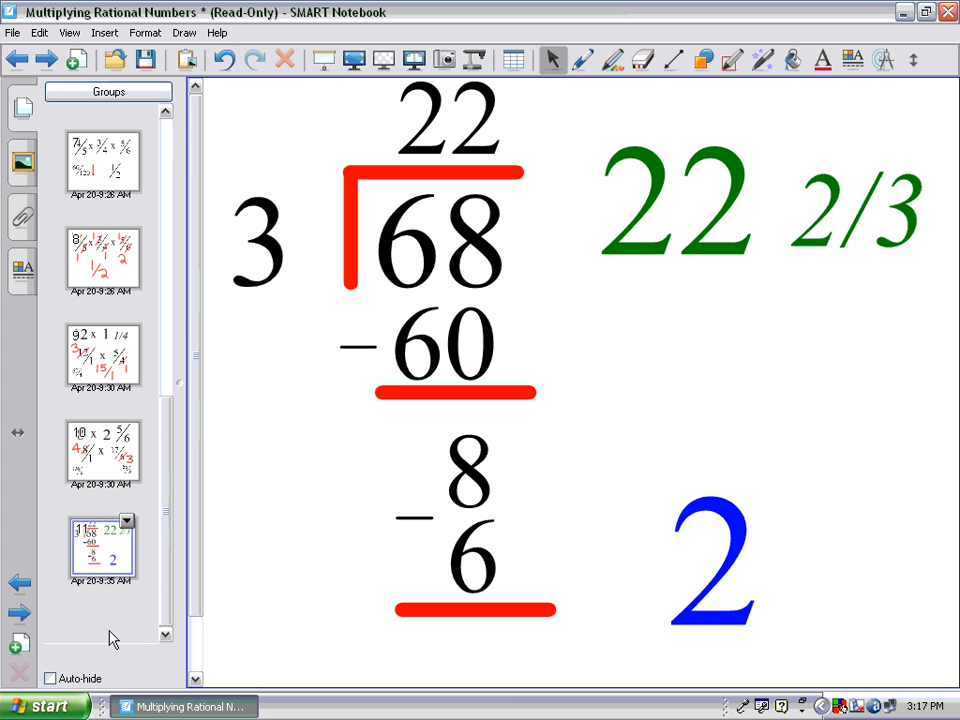 Multiplying Rational Numbers * (Read-Only) - SMART Notebook
File Edit View Insert Format Draw Help
Groups
Apr 20-9:26 AM
Apr 20-9:26 AM
Apr 20-9:30 AM
Apr 20-9:30 AM
Apr 20-9:35 AM
Auto-hide
22
3 68
22 2/3
– 60
– 8
6
2
start
Multiplying Rational N...
3:17 PM